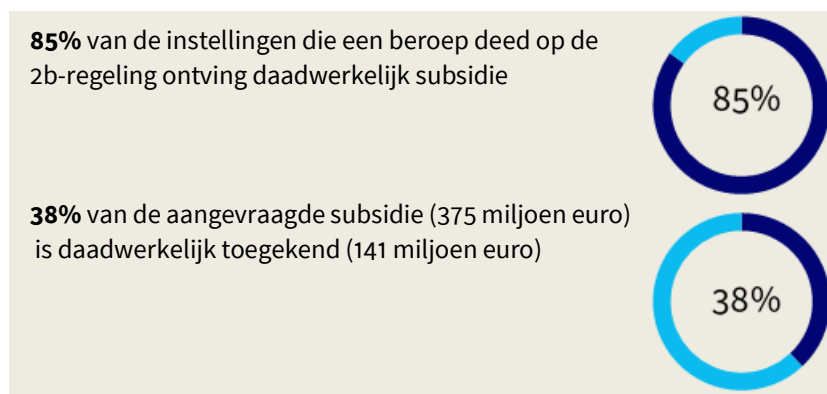 85% van de instellingen die een beroep deed op de
2b-regeling ontving daadwerkelijk subsidie
85%
38% van de aangevraagde subsidie (375 miljoen euro)
is daadwerkelijk toegekend (141 miljoen euro)
38%